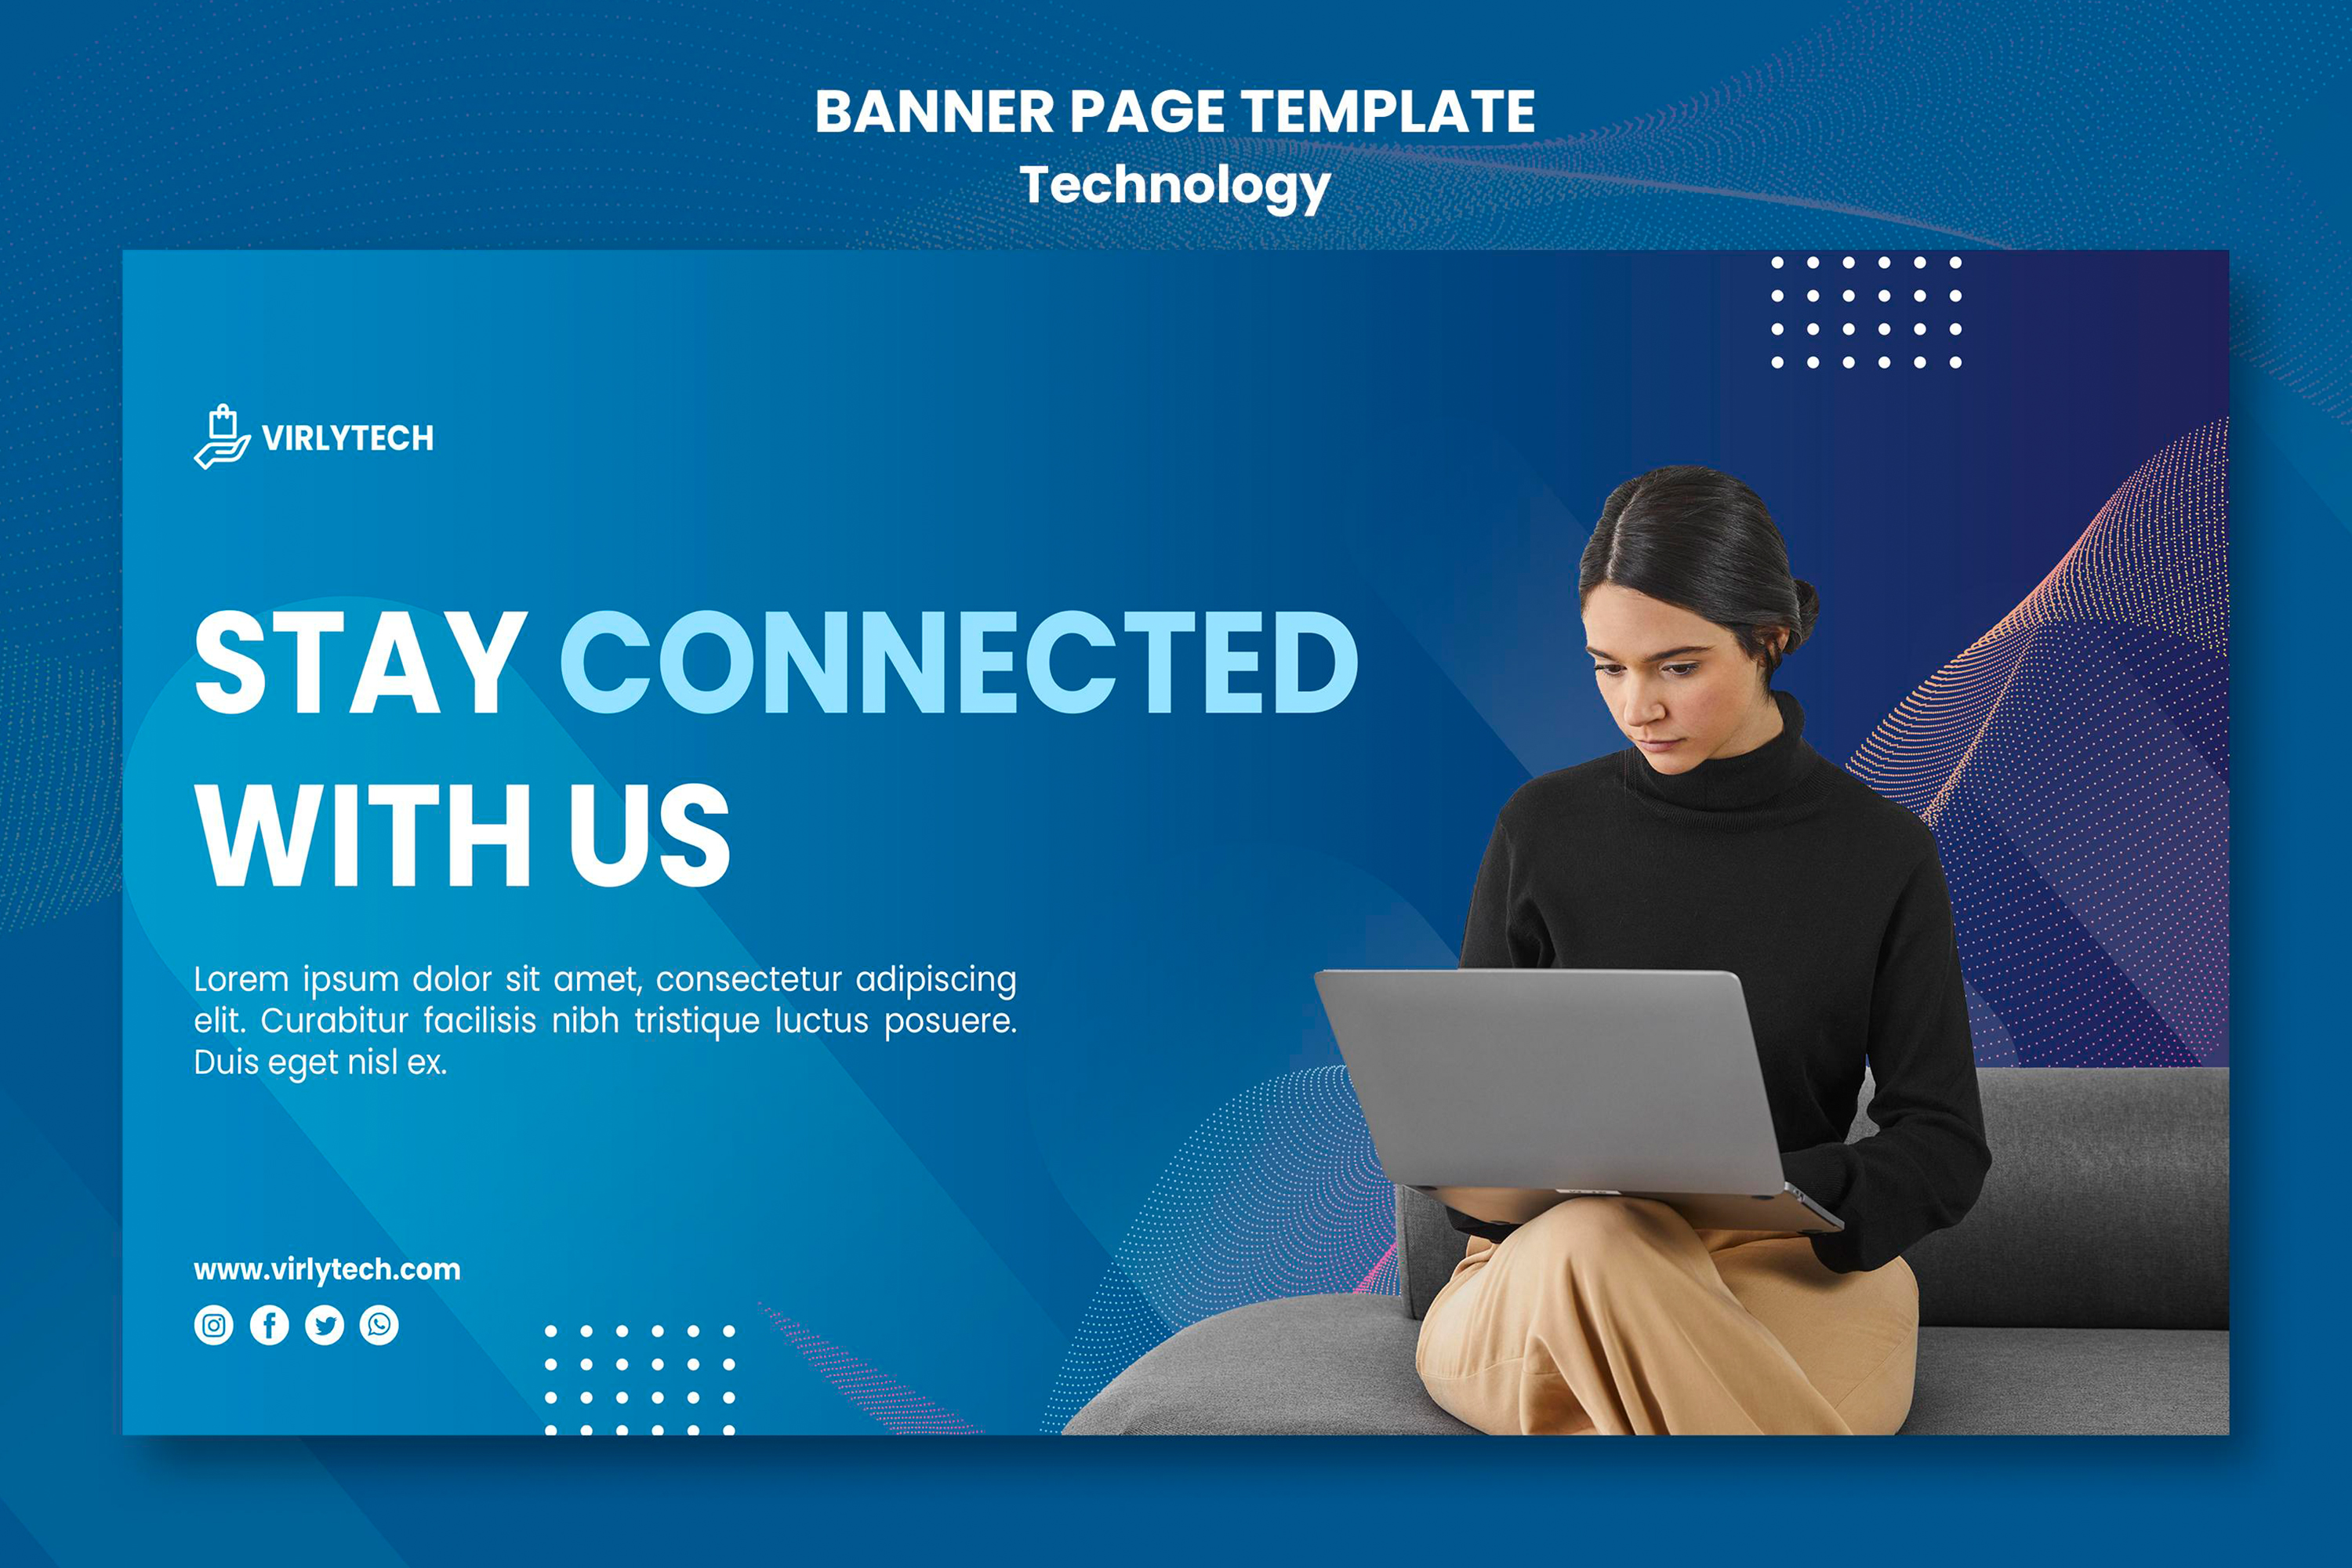 BANNER PAGE TEMPLATE
Technology
VIRLYTECH
STAY CONNECTED
WITH US
Lorem ipsum dolor sit amet, consectetur adipiscing
elit. Curabitur facilisis nibh tristique luctus posuere.
Duis eget nisl ex.
www.virlytech.com